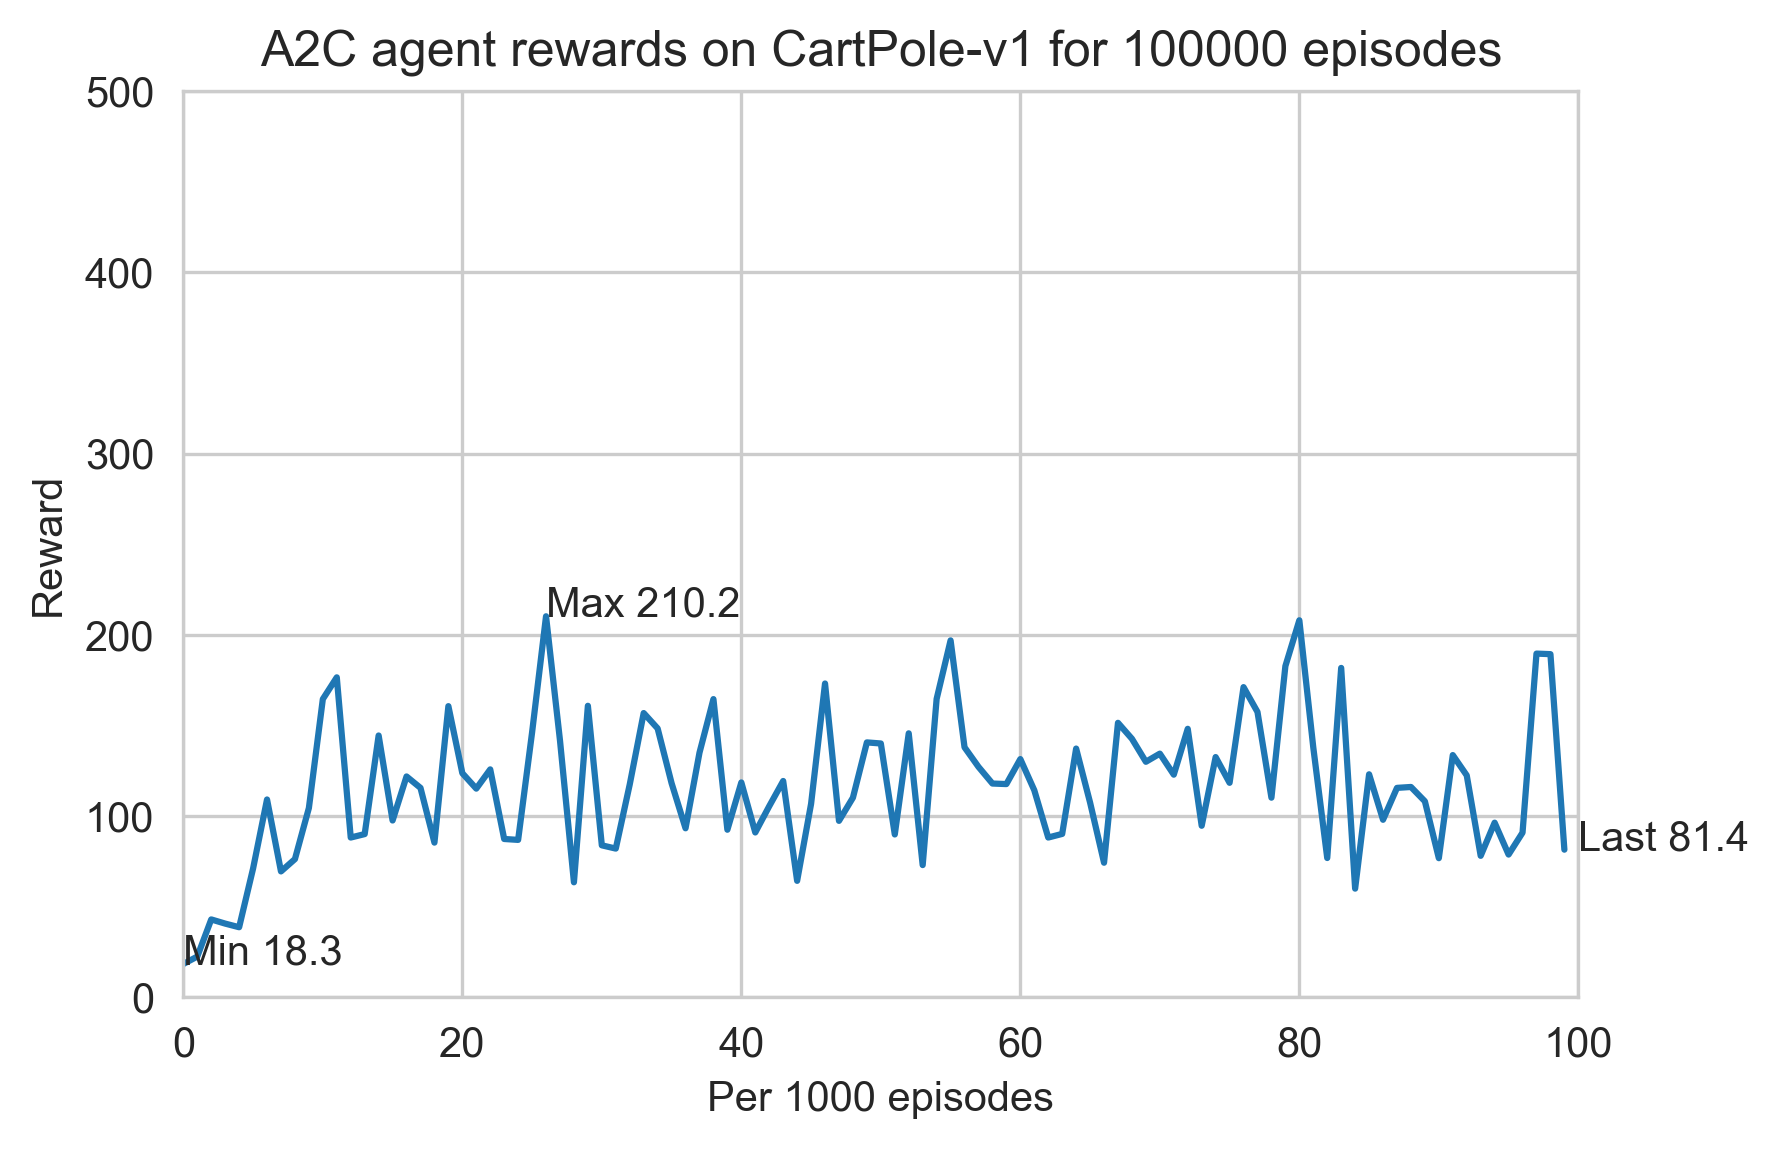 A2C agent rewards on CartPole-v1 for 100000 episodes
500
400
300
200
100
0
Reward
Max 210.2
Min 18.3
Last 81.4
0 20 40 60 80 100
Per 1000 episodes